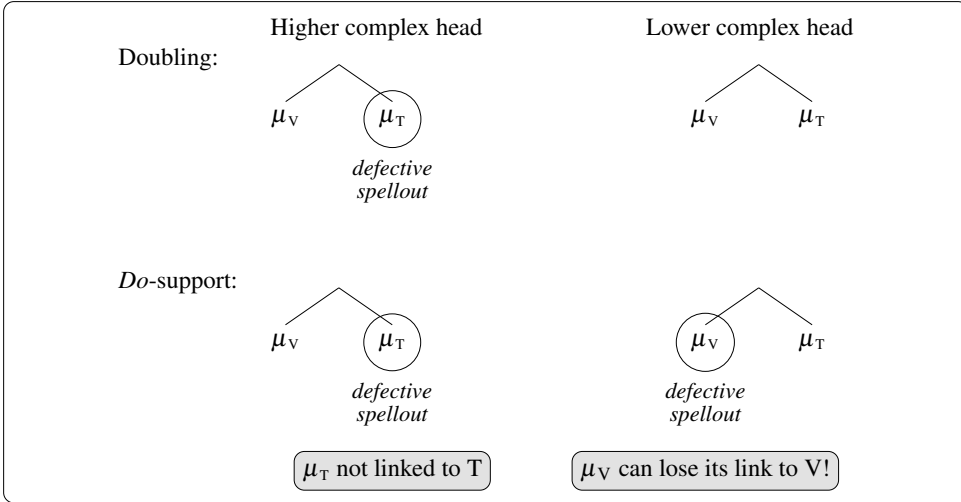 Higher complex head Lower complex head
Doubling:
μV μT μV μT
defective
spellout
Do-support:
μV μT μV μT
defective defective
spellout spellout
μT not linked to T μV can lose its link to V!